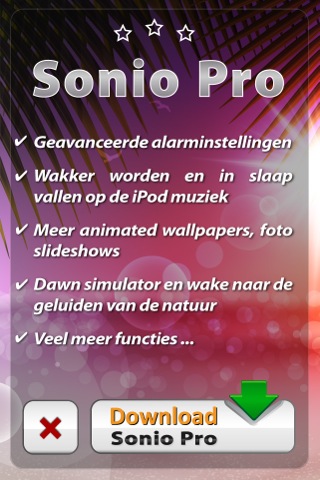 Sonio Pro
✔ Geavanceerde alarminstellingen
✔ Wakker worden en in slaap
vallen op de iPod muziek
✔ Meer animated wallpapers, foto
slideshows
✔ Dawn simulator en wake naar de
geluiden van de natuur
✔ Veel meer functies ...
Download
Sonio Pro